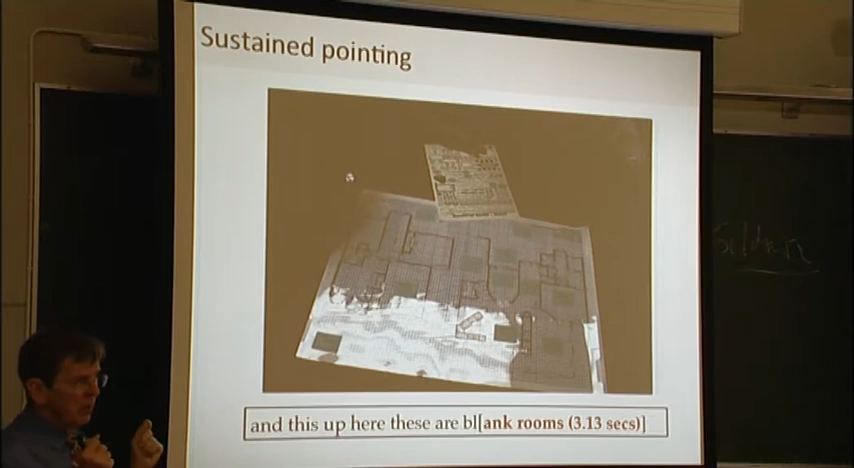 Sustained pointing
and this up here these are bl[ank rooms (3.13 secs)]